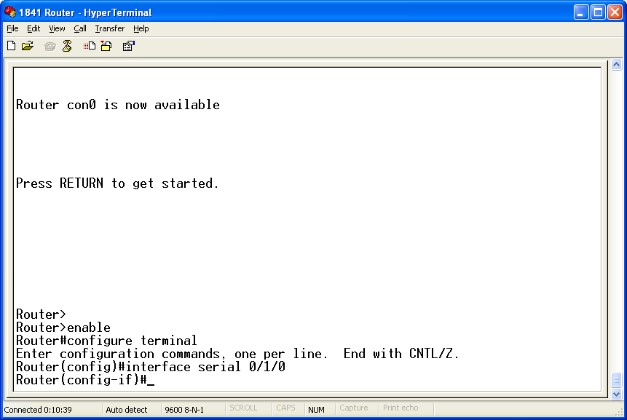 1841 Router - HyperTerminal
File Edit View Call Transfer Help
Router con0 is now available
Press RETURN to get started.
Router>
Router>enable
Router#configure terminal
Enter configuration commands, one per line.  End with CNTL/Z.
Router(config)#interface serial 0/1/0
Router(config-if)#_
Connected 0:10:39 Auto detect 9600 8-N-1 SCROLL CAPS NUM Capture Print echo